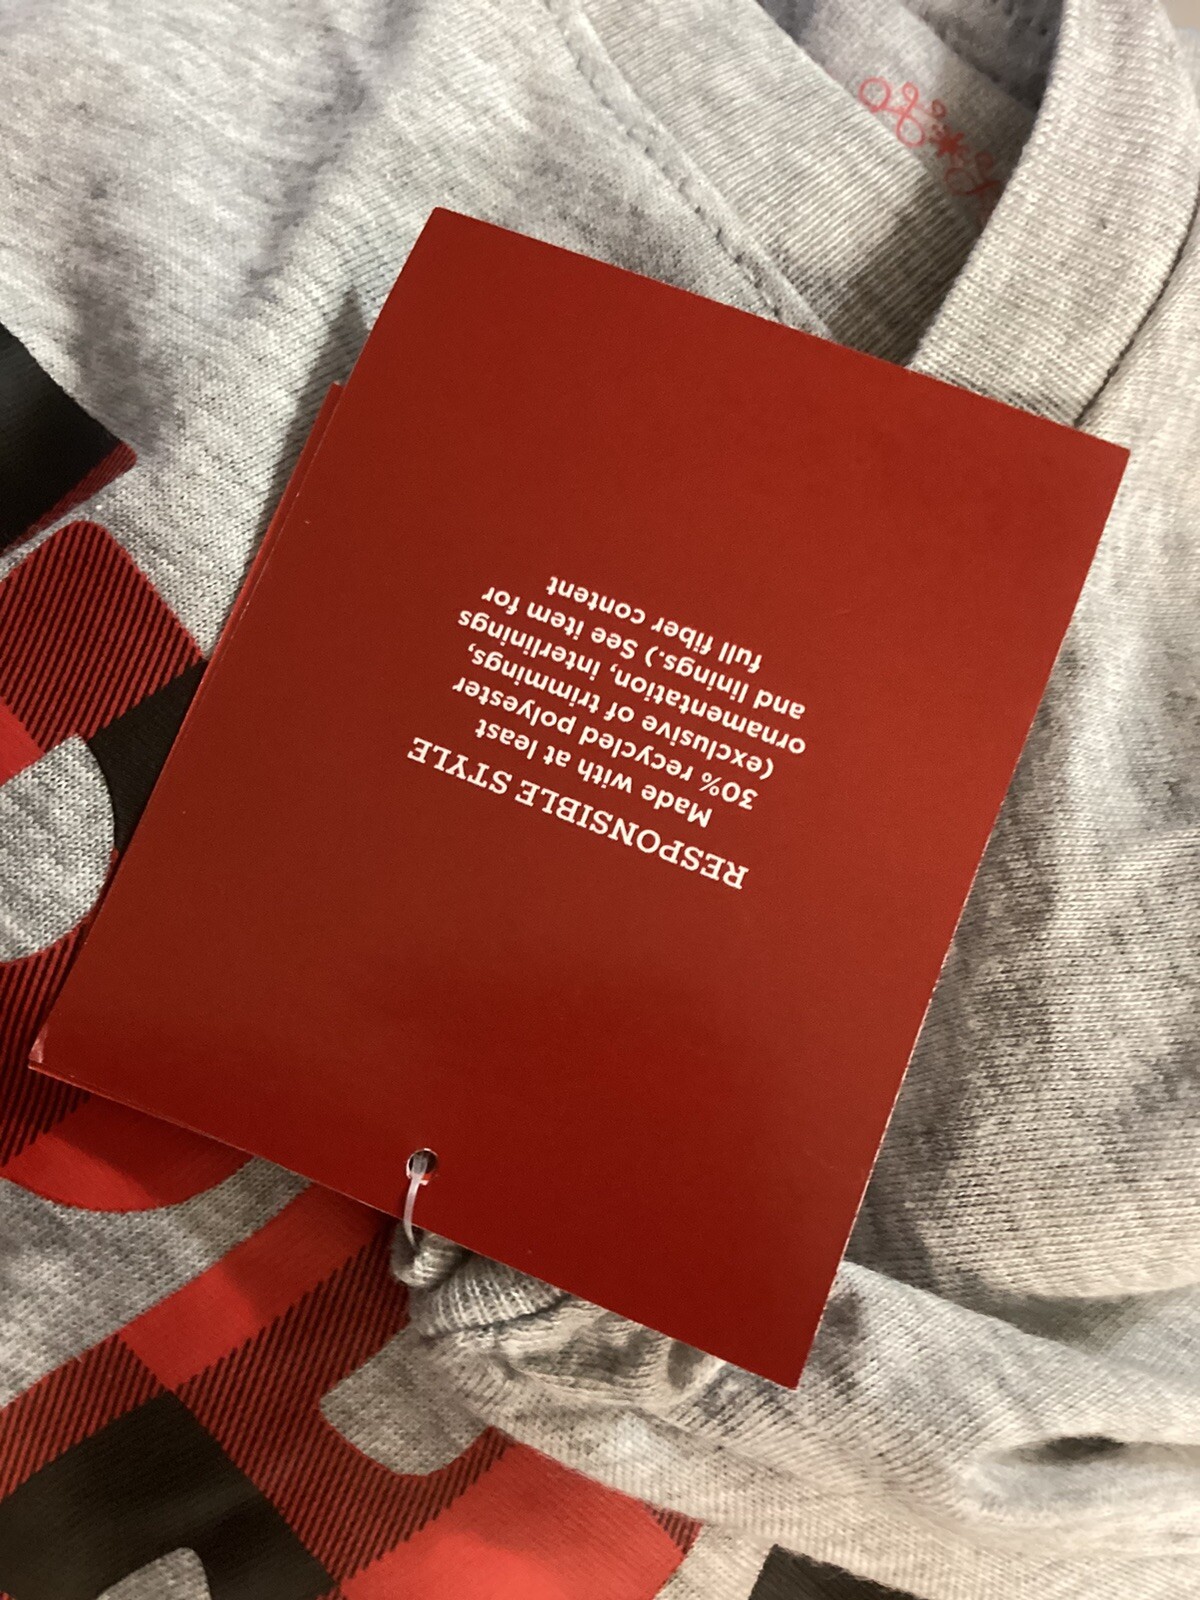 RESPONSIBLE STYLE
Made with at least
30% recycled polyester
(exclusive of trimmings,
ornamentation, interlinings
and linings.) See item for
full fiber content